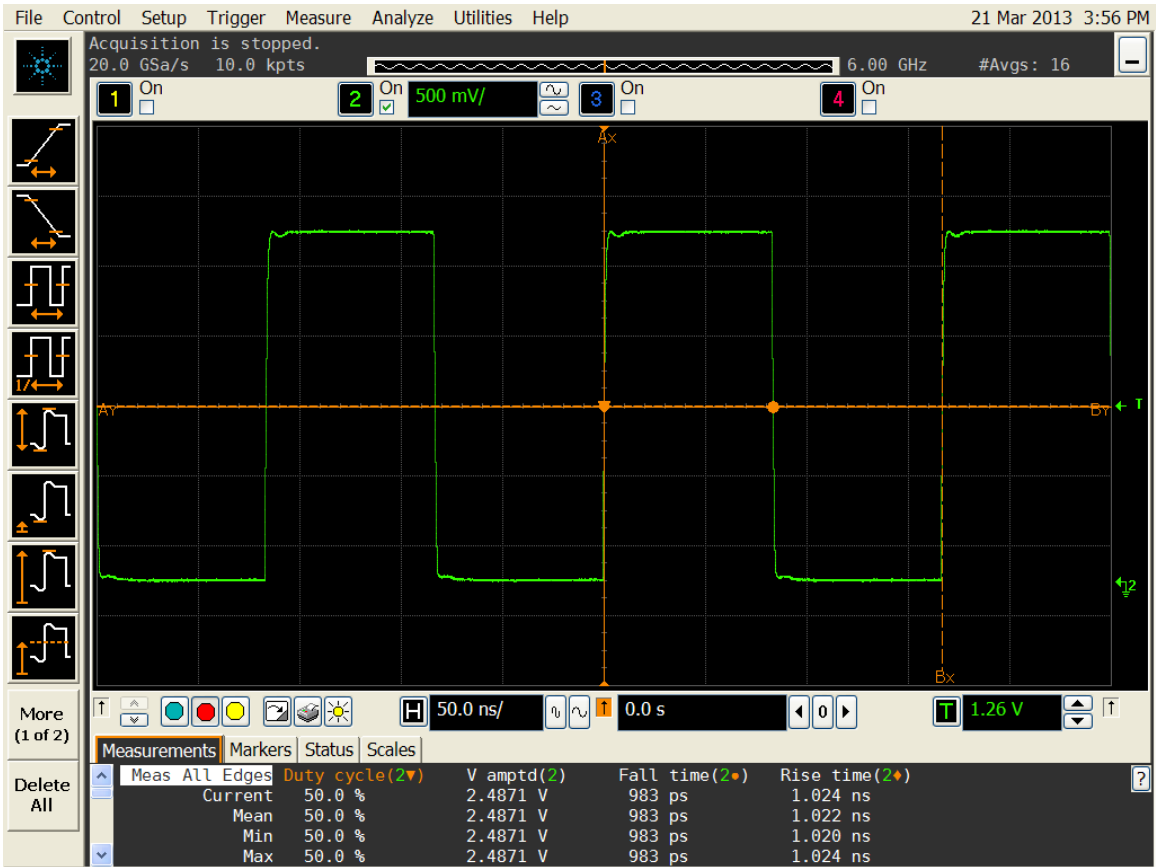 File Control Setup Trigger Measure Analyze Utilities Help 21 Mar 2013 3:56 PM
Acquisition is stopped.
20.0 GSa/s 10.0 kpts 6.00 GHz #Avgs: 16
1 On 2 On 500 mV/ 3 On 4 On
Ax
1/
AY BY T
2
Bx
More
(1 of 2)
Delete
All
H 50.0 ns/ 0.0 s 0 T 1.26 V
Measurements Markers Status Scales
Meas All Edges Duty cycle(2▼) V amptd(2) Fall time(2●) Rise time(2♦) ?
Current 50.0 % 2.4871 V 983 ps 1.024 ns
Mean 50.0 % 2.4871 V 983 ps 1.022 ns
Min 50.0 % 2.4871 V 983 ps 1.020 ns
Max 50.0 % 2.4871 V 983 ps 1.024 ns